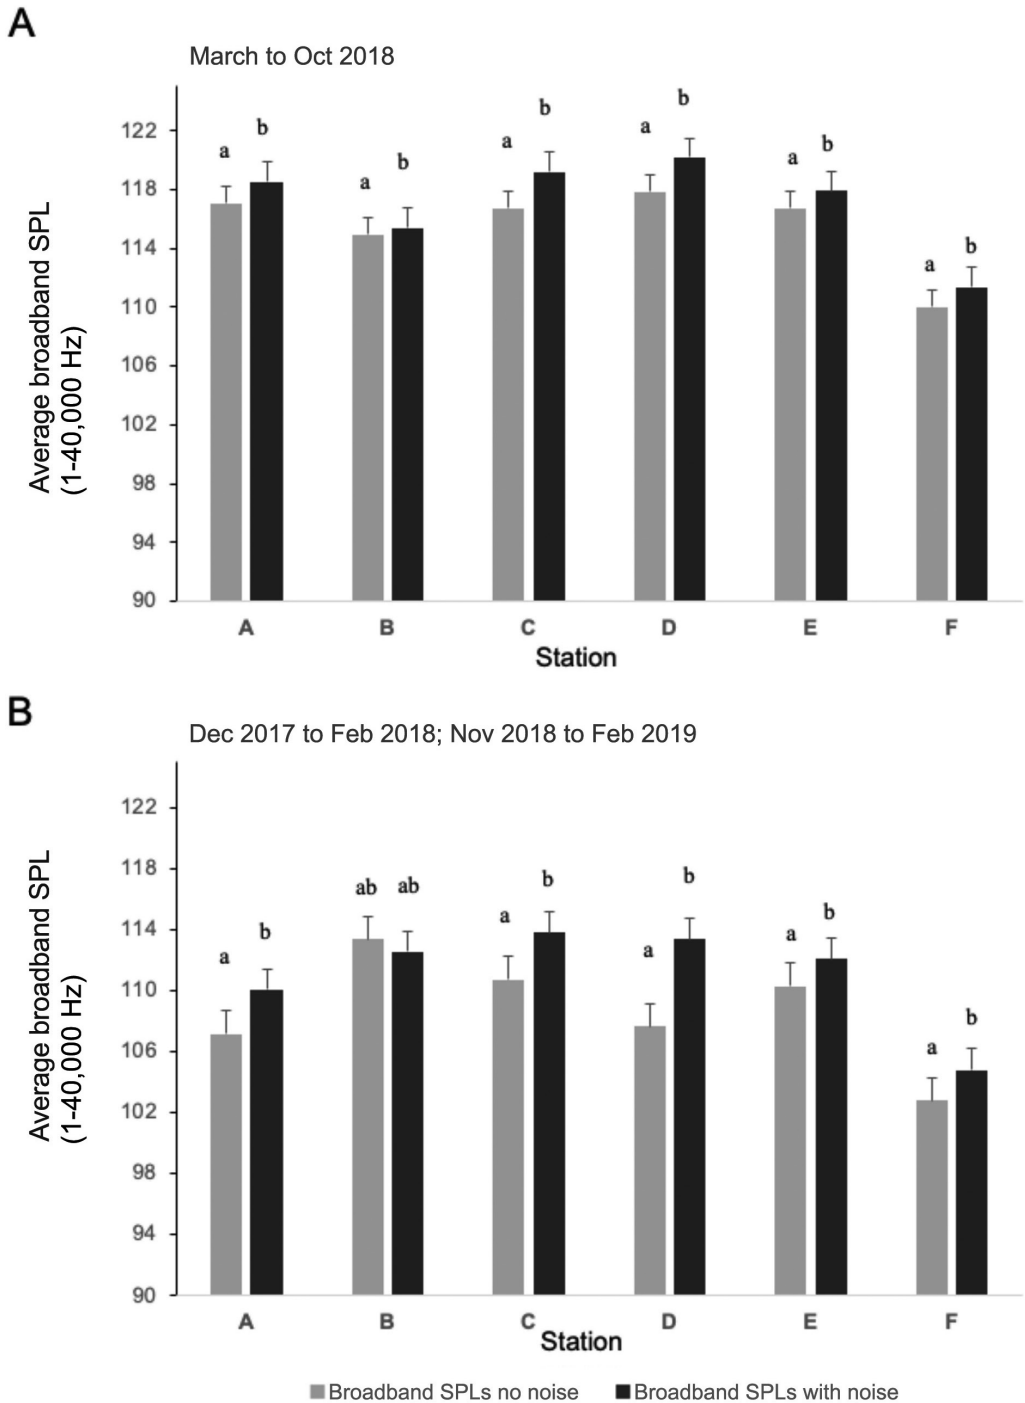 A
March to Oct 2018
122
118
114
110
106
102
98
94
90
Average broadband SPL
(1-40,000 Hz)
a b a b a b a b a b a b
A B C D E F
Station
B
Dec 2017 to Feb 2018; Nov 2018 to Feb 2019
122
118
114
110
106
102
98
94
90
Average broadband SPL
(1-40,000 Hz)
a b ab ab a b a b a b a b
A B C D E F
Station
Broadband SPLs no noise Broadband SPLs with noise